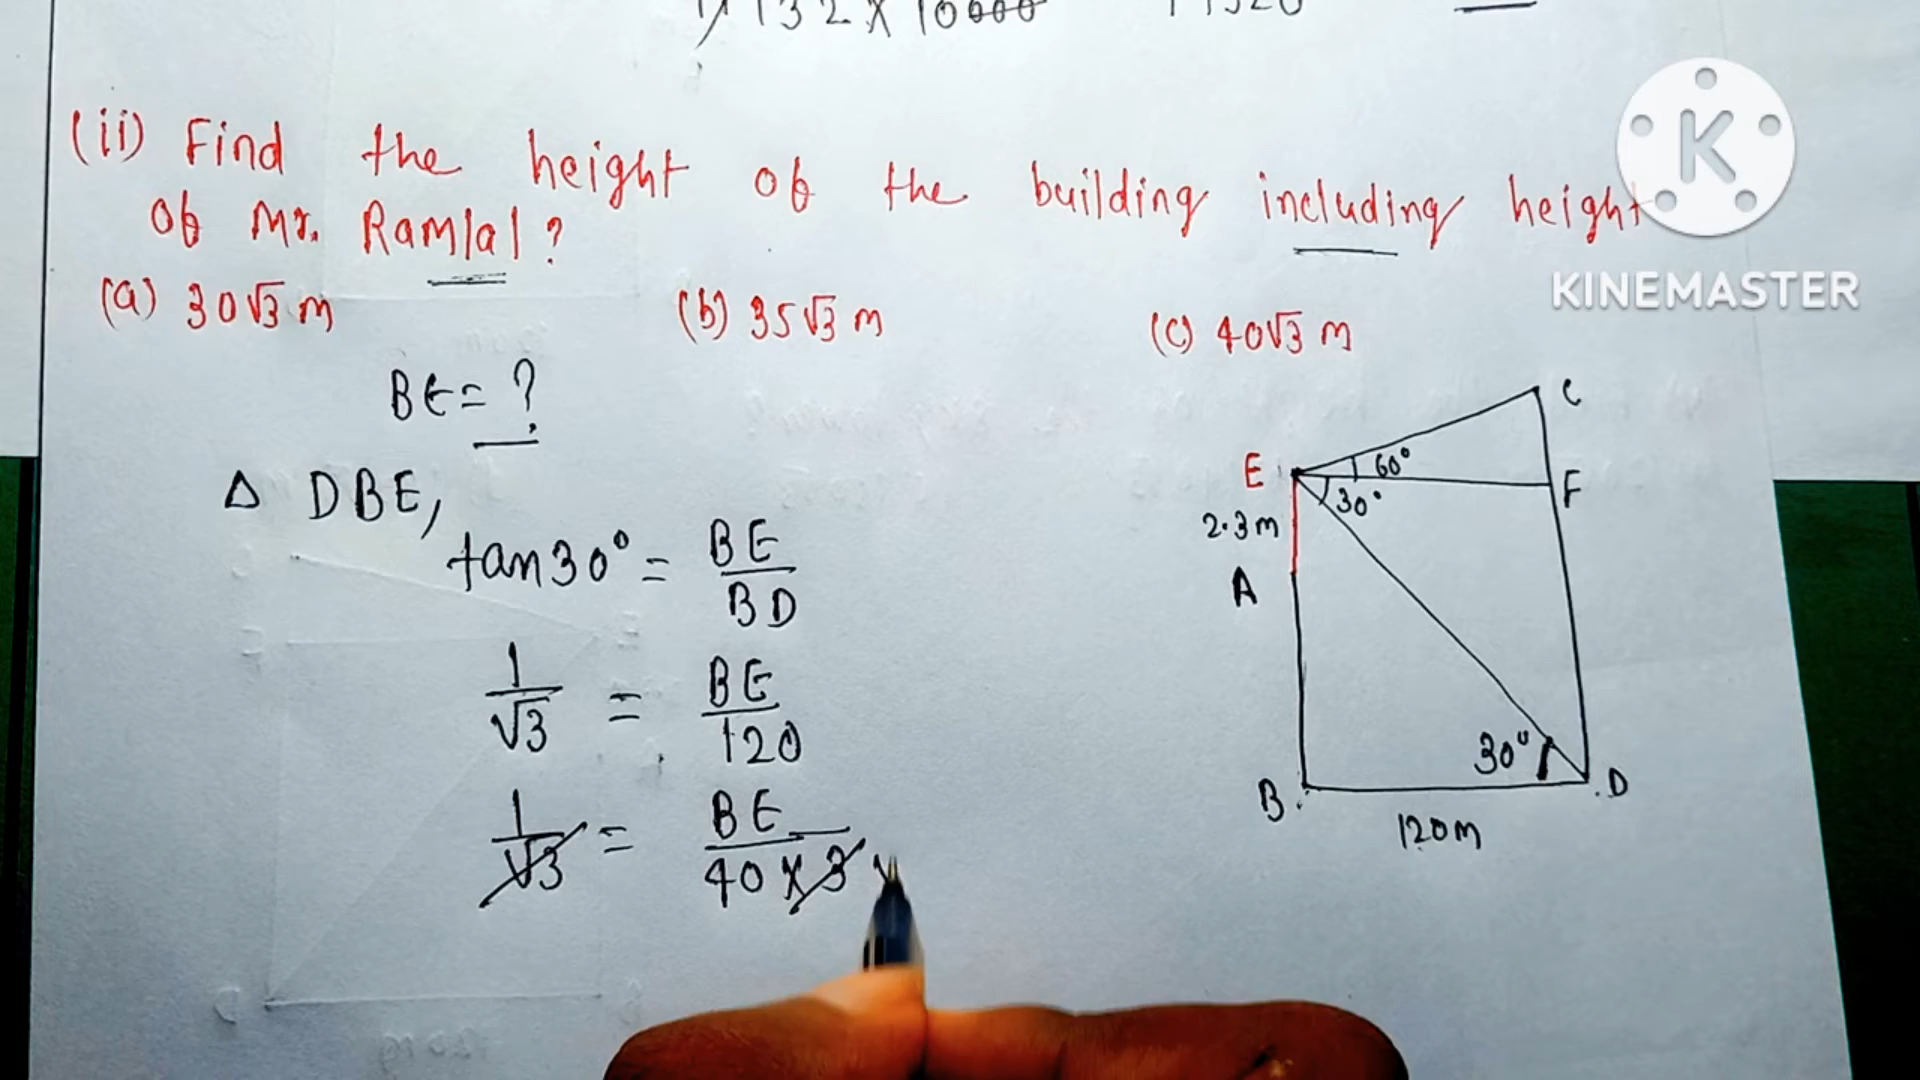 (ii) Find the height of the building including height
of Mr. Ramlal?
(a) 30√3 m (b) 35√3 m (c) 40√3 m
BE = ?
Δ DBE,
tan30° = BE/BD
1/√3 = BE/120
1/√3 = BE/40×3
C
E 60° F
30°
2.3m
A
30°
B D
120m
K
KINEMASTER